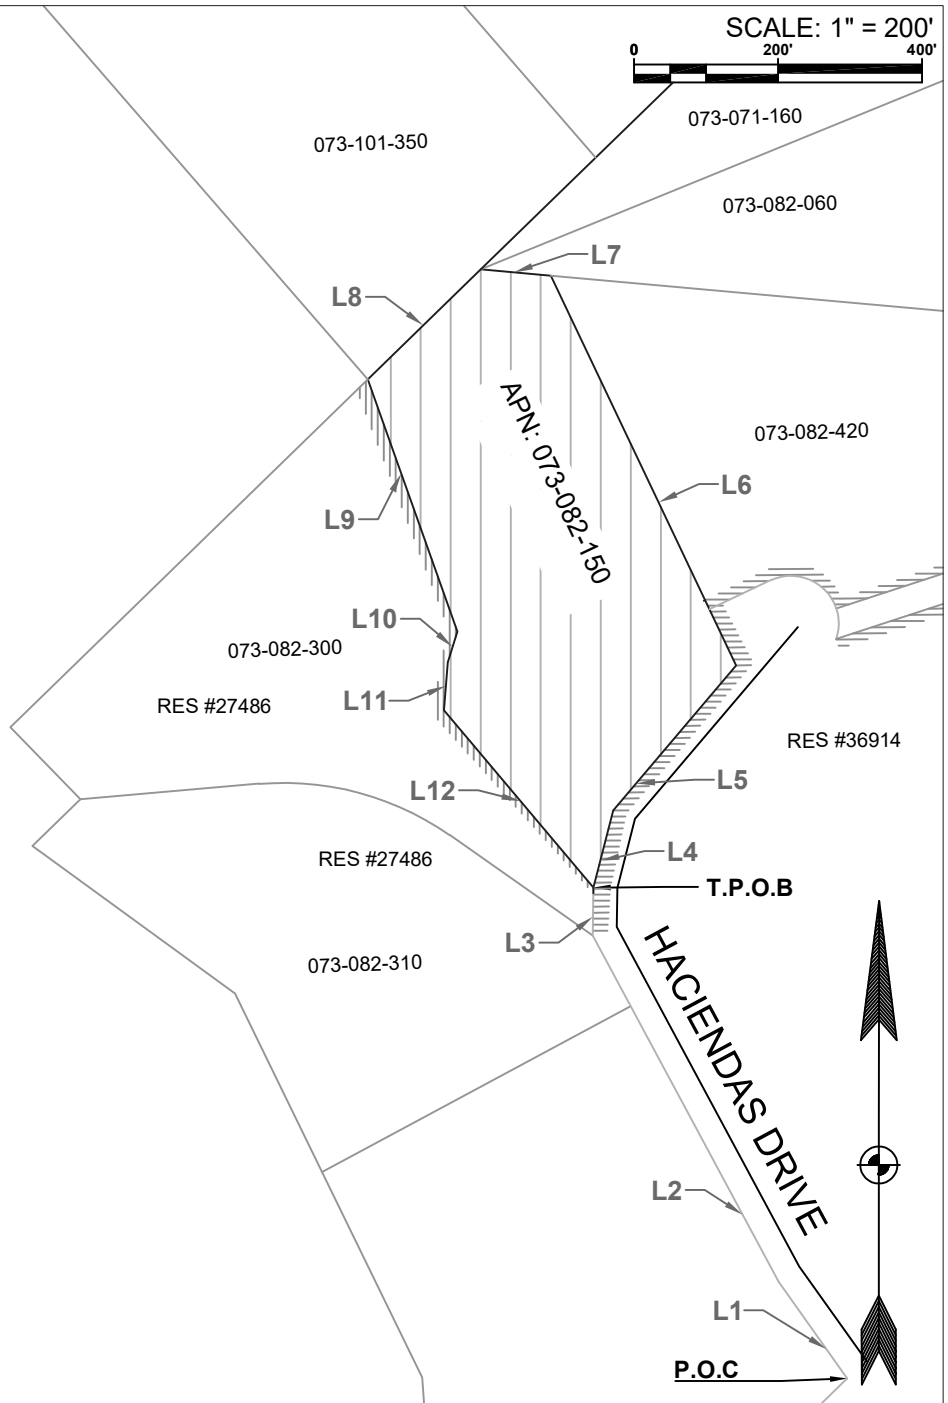 SCALE: 1" = 200'
0 200' 400'
073-071-160
073-101-350
073-082-060
L7
L8
APN: 073-082-150
073-082-420
L6
L9
L10
073-082-300
L11
RES #27486
RES #36914
L5
L12
L4
RES #27486
T.P.O.B
L3
073-082-310
HACIENDAS DRIVE
L2
L1
P.O.C